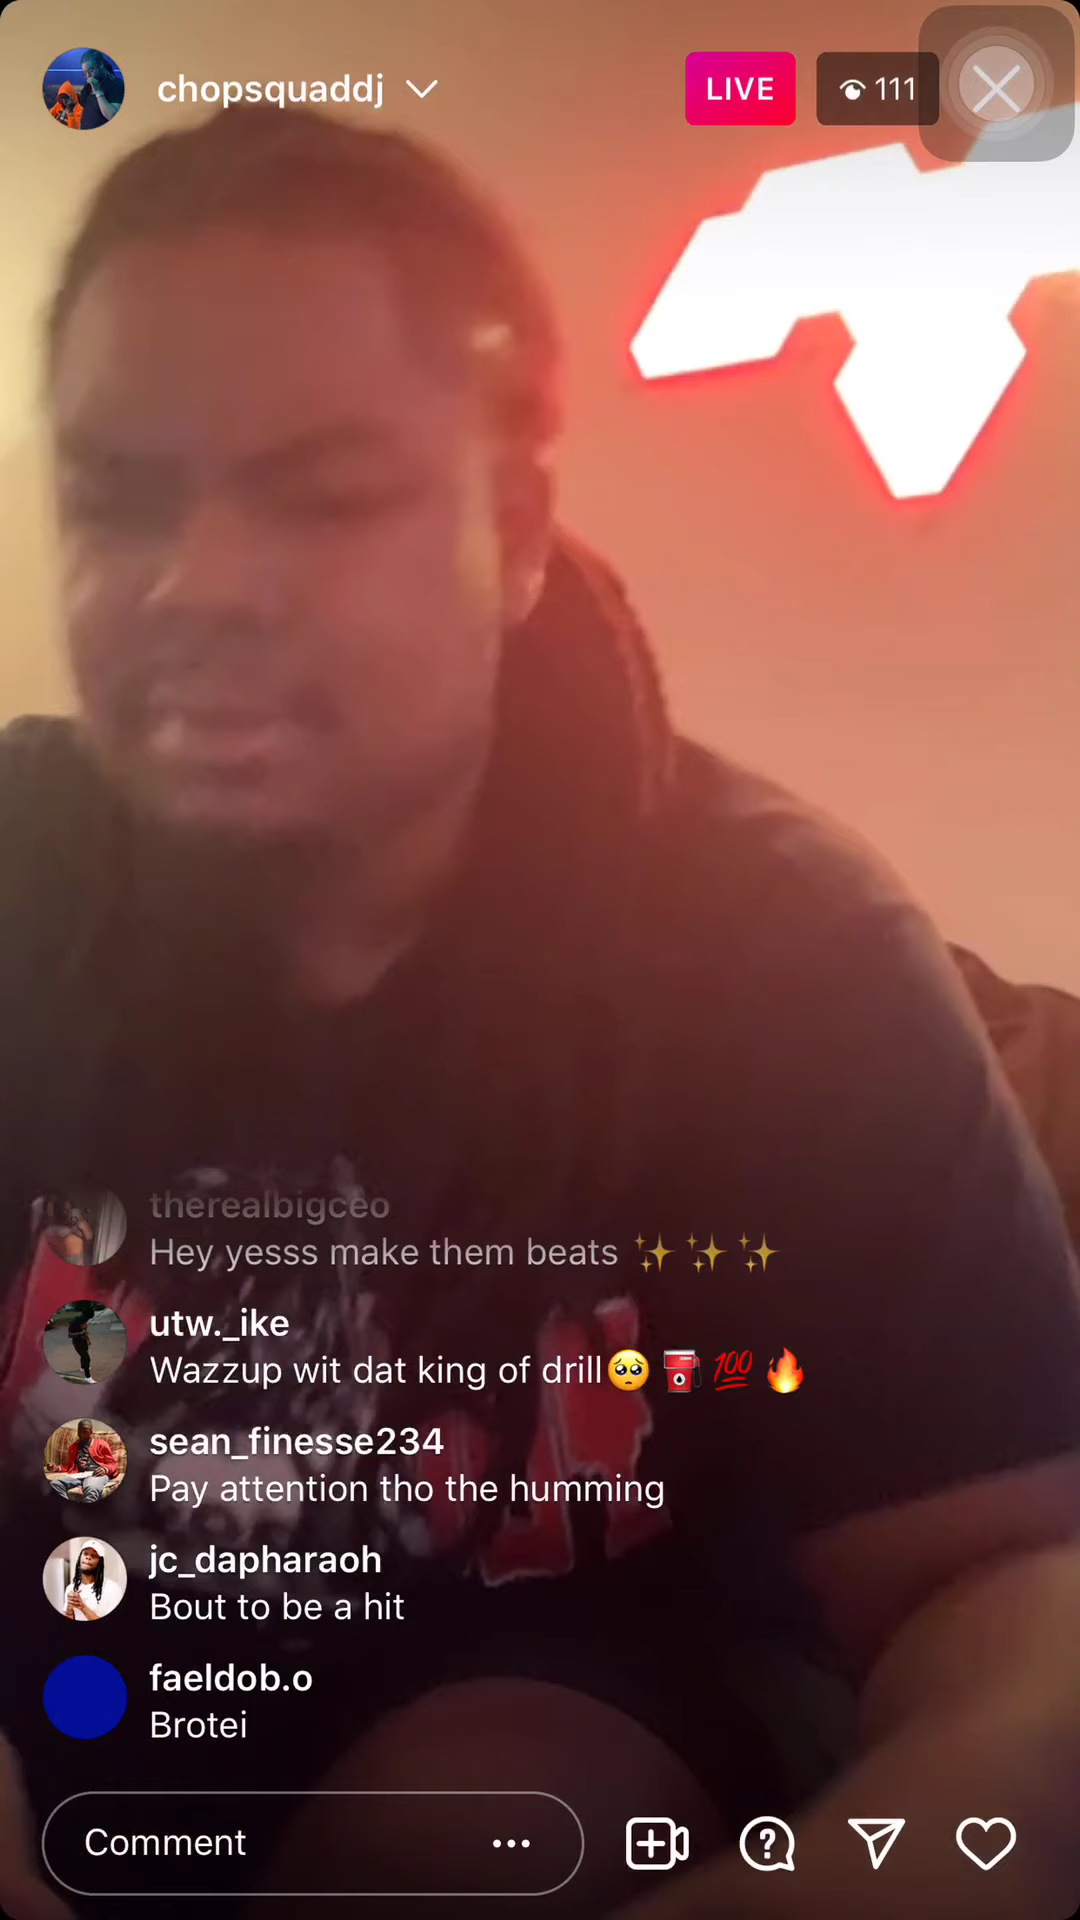 chopsquaddj
LIVE
111
therealbigceo
Hey yesss make them beats ✨✨✨
utw._ike
Wazzup wit dat king of drill🥺⛽️💯🔥
sean_finesse234
Pay attention tho the humming
jc_dapharaoh
Bout to be a hit
faeldob.o
Brotei
Comment